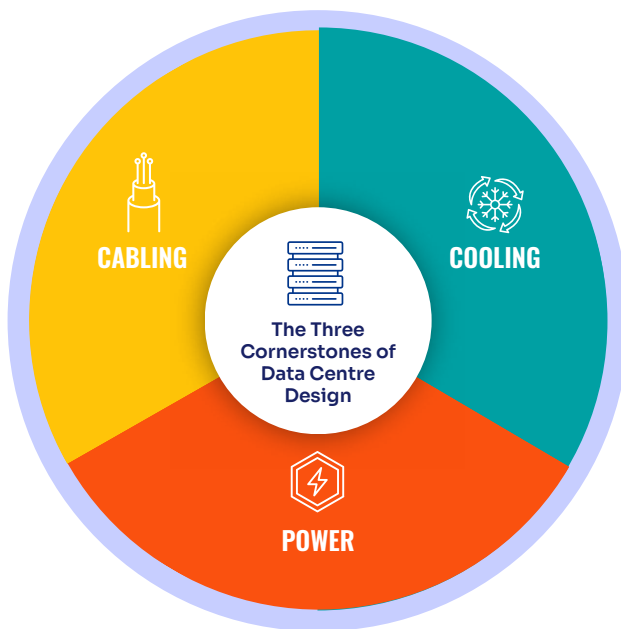 CABLING
COOLING
The Three
Cornerstones of
Data Centre
Design
POWER